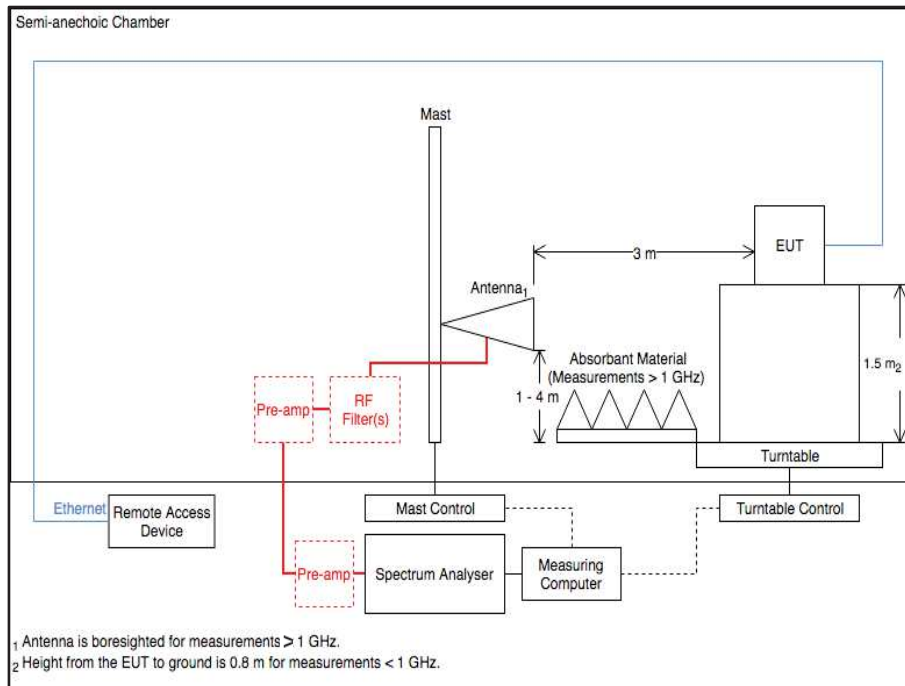 Semi-anechoic Chamber
Mast
EUT
3 m
Antenna1
Absorbant Material
(Measurements > 1 GHz)
1.5 m2
1 - 4 m
Pre-amp
RF
Filter(s)
Turntable
Ethernet
Remote Access
Device
Mast Control
Turntable Control
Pre-amp
Spectrum Analyser
Measuring
Computer
1 Antenna is boresighted for measurements > 1 GHz.
2 Height from the EUT to ground is 0.8 m for measurements < 1 GHz.